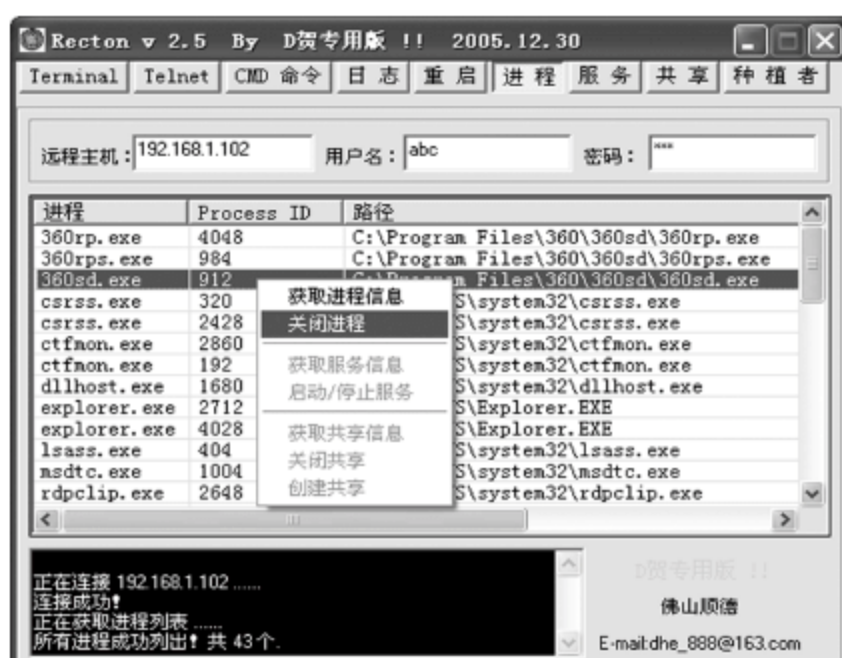 Recton v 2.5 By D贺专用版 !! 2005.12.30
Terminal Telnet CMD 命令 日 志 重 启 进 程 服 务 共 享 种 植 者
远程主机： 192.168.1.102 用户名： abc 密码： ***
进程 Process ID 路径
360rp.exe 4048 C:\Program Files\360\360sd\360rp.exe
360rps.exe 984 C:\Program Files\360\360sd\360rps.exe
360sd.exe 912 C:\Program Files\360\360sd\360sd.exe
csrss.exe 320 S\system32\csrss.exe
csrss.exe 2428 S\system32\csrss.exe
ctfmon.exe 2860 S\system32\ctfmon.exe
ctfmon.exe 192 S\system32\ctfmon.exe
dllhost.exe 1680 S\system32\dllhost.exe
explorer.exe 2712 S\Explorer.EXE
explorer.exe 4028 S\Explorer.EXE
lsass.exe 404 S\system32\lsass.exe
msdtc.exe 1004 S\system32\msdtc.exe
rdpclip.exe 2648 S\system32\rdpclip.exe
获取进程信息
关闭进程
获取服务信息
启动/停止服务
获取共享信息
关闭共享
创建共享
正在连接 192.168.1.102 ......
连接成功！
正在获取进程列表 ......
所有进程成功列出！ 共 43个.
D贺专用版 !!
佛山顺德
E-mail:dhe_888@163.com